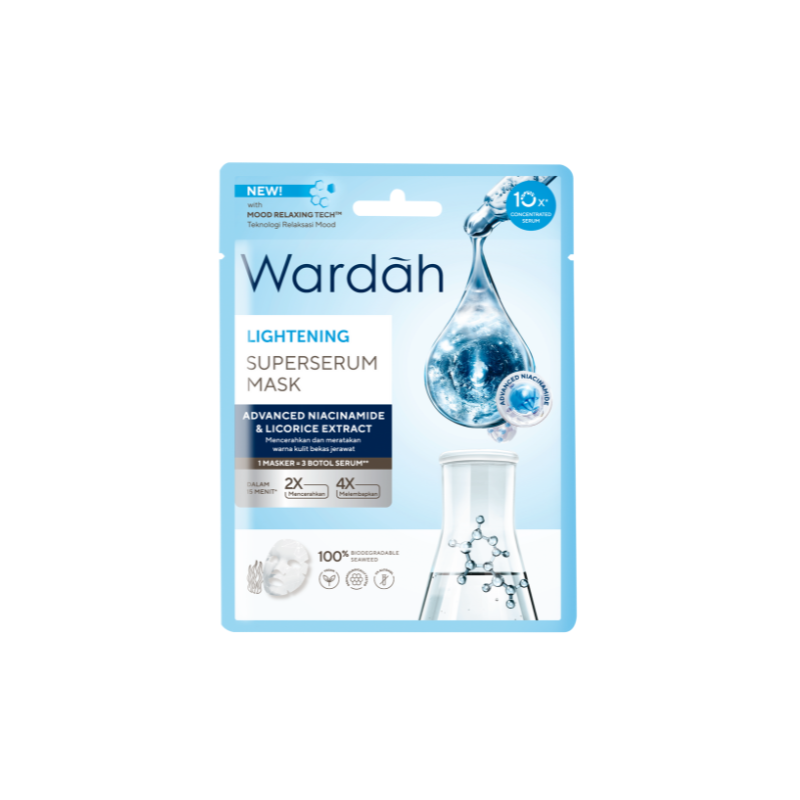 NEW!
with
MOOD RELAXING TECH™
Teknologi Relaksasi Mood
10X*
CONCENTRATED
SERUM
Wardāh
LIGHTENING
SUPERSERUM
MASK
ADVANCED NIACINAMIDE
ADVANCED NIACINAMIDE
& LICORICE EXTRACT
Mencerahkan dan meratakan
warna kulit bekas jerawat
1 MASKER = 3 BOTOL SERUM**
DALAM
15 MENIT*
2X
Mencerahkan
4X
Melembapkan
100% BIODEGRADABLE
SEAWEED